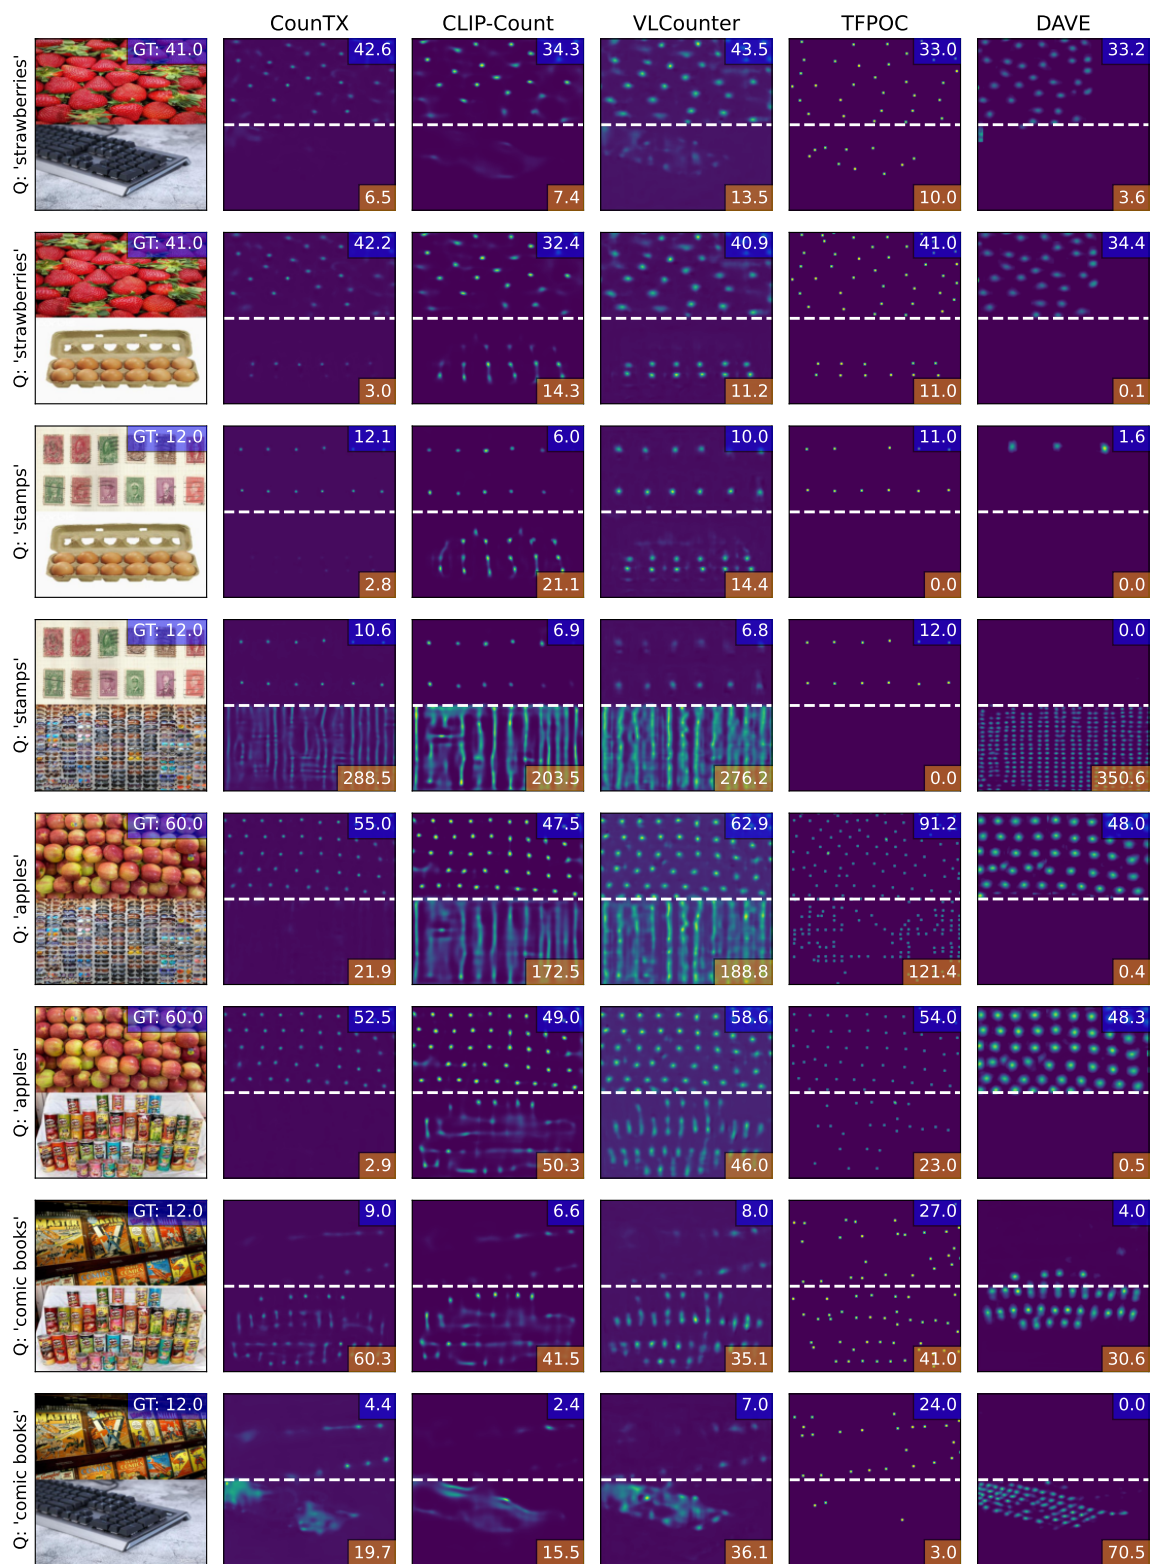 CounTX CLIP-Count VLCounter TFPOC DAVE
Q: 'strawberries'
GT: 41.0 42.6 34.3 43.5 33.0 33.2
6.5 7.4 13.5 10.0 3.6
Q: 'strawberries'
GT: 41.0 42.2 32.4 40.9 41.0 34.4
3.0 14.3 11.2 11.0 0.1
Q: 'stamps'
GT: 12.0 12.1 6.0 10.0 11.0 1.6
2.8 21.1 14.4 0.0 0.0
Q: 'stamps'
GT: 12.0 10.6 6.9 6.8 12.0 0.0
288.5 203.5 276.2 0.0 350.6
Q: 'apples'
GT: 60.0 55.0 47.5 62.9 91.2 48.0
21.9 172.5 188.8 121.4 0.4
Q: 'apples'
GT: 60.0 52.5 49.0 58.6 54.0 48.3
2.9 50.3 46.0 23.0 0.5
Q: 'comic books'
GT: 12.0 9.0 6.6 8.0 27.0 4.0
60.3 41.5 35.1 41.0 30.6
Q: 'comic books'
GT: 12.0 4.4 2.4 7.0 24.0 0.0
19.7 15.5 36.1 3.0 70.5